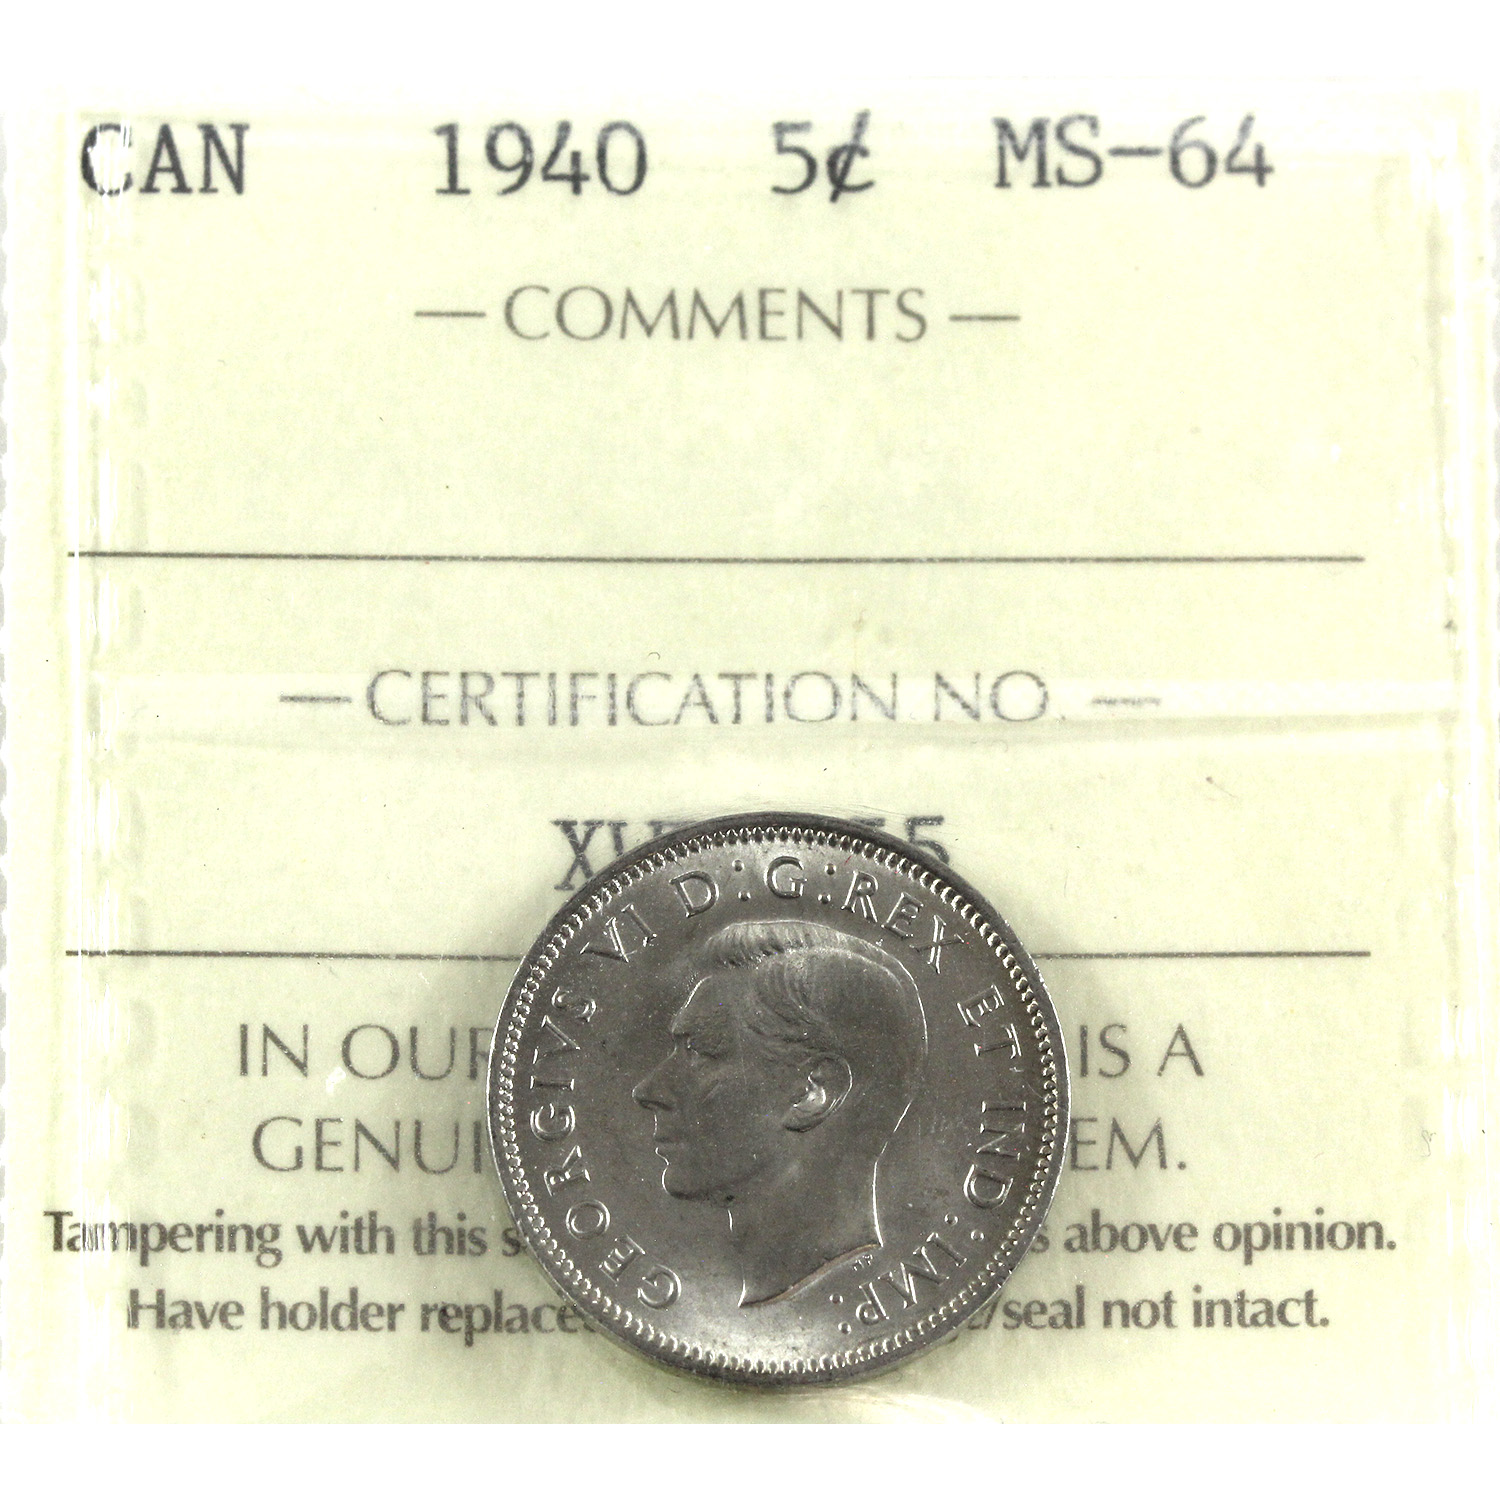 CAN 1940 5¢ MS-64
— COMMENTS —
— CERTIFICATION NO. —
IN OUR IS A
GENUI EM.
Tampering with this s s above opinion.
Have holder replace /seal not intact.
GEORGIVS VI D:G:REX ET IND:IMP: